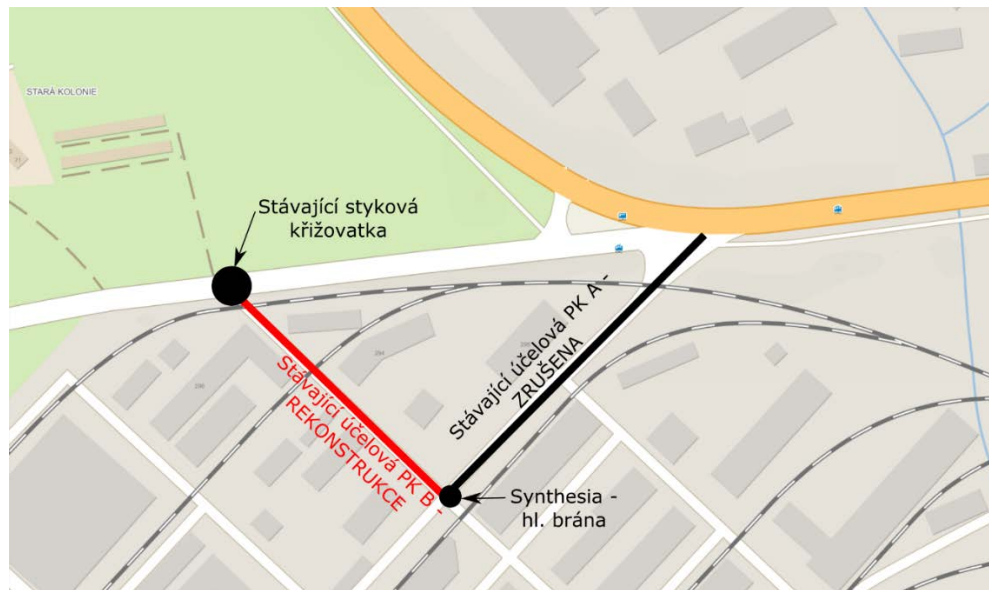 STARÁ KOLONIE
Stávající styková
křižovatka
Stávající účelová PK A -
ZRUŠENA
Stávající účelová PK B -
REKONSTRUKCE
Synthesia -
hl. brána